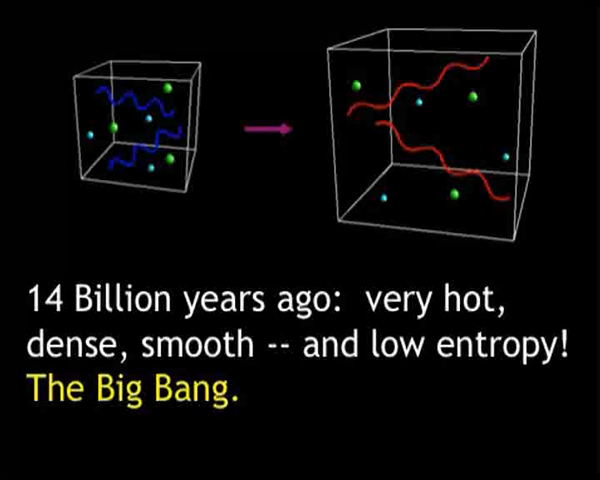 14 Billion years ago: very hot,
dense, smooth -- and low entropy!
The Big Bang.